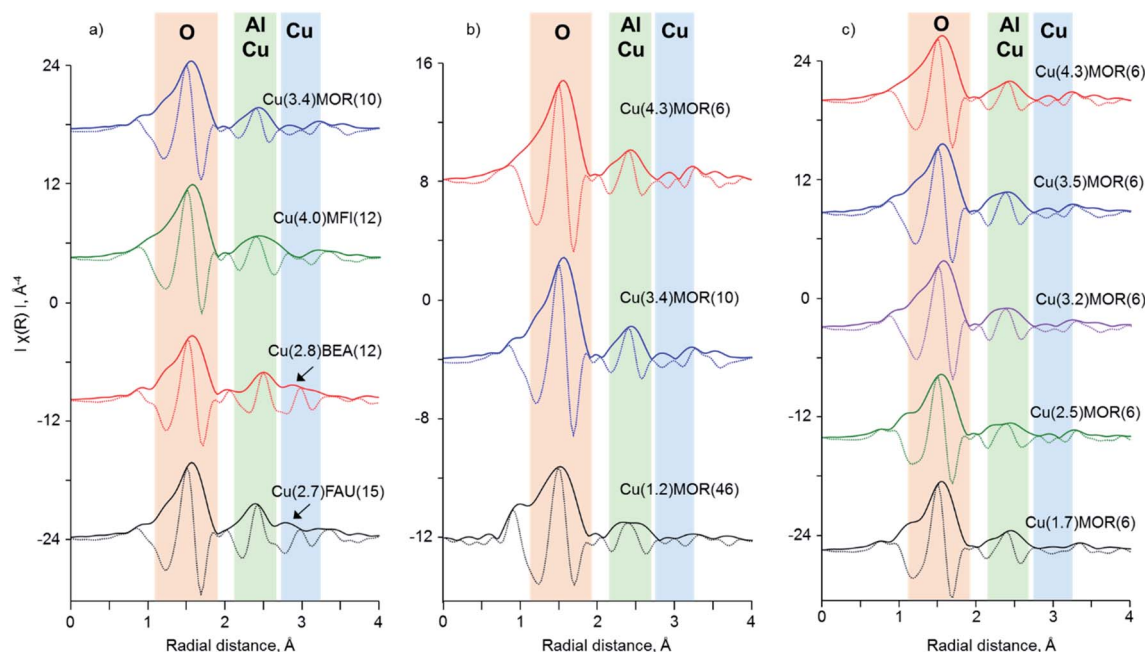 a)
O
Al
Cu
Cu
24
12
0
-12
-24
| χ(R) |, Å-4
Cu(3.4)MOR(10)
Cu(4.0)MFI(12)
Cu(2.8)BEA(12)
Cu(2.7)FAU(15)
0 1 2 3 4
Radial distance, Å
b)
O
Al
Cu
Cu
16
8
0
-8
-12
Cu(4.3)MOR(6)
Cu(3.4)MOR(10)
Cu(1.2)MOR(46)
0 1 2 3 4
Radial distance, Å
c)
O
Al
Cu
Cu
24
12
0
-12
-24
Cu(4.3)MOR(6)
Cu(3.5)MOR(6)
Cu(3.2)MOR(6)
Cu(2.5)MOR(6)
Cu(1.7)MOR(6)
0 1 2 3 4
Radial distance, Å